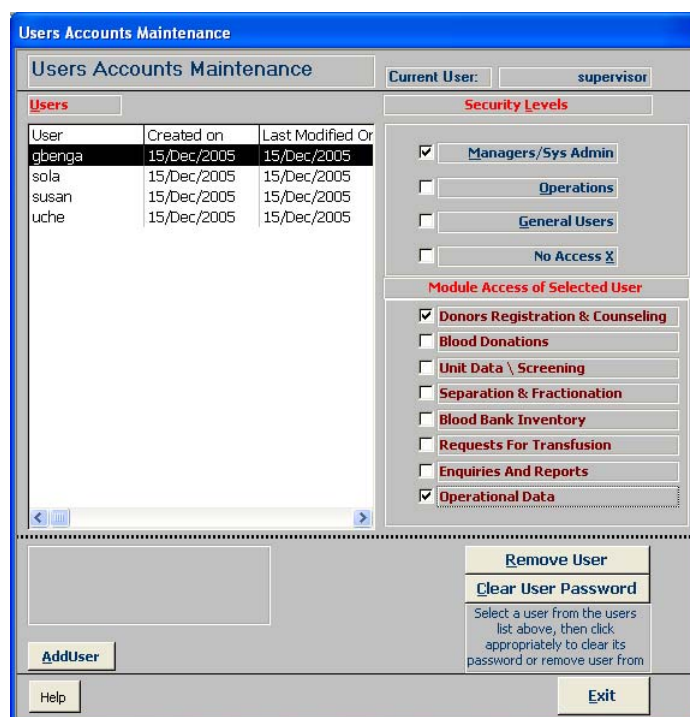 Users Accounts Maintenance
Users Accounts Maintenance
Current User: supervisor
Users
Security Levels
User Created on Last Modified Or
gbenga 15/Dec/2005 15/Dec/2005
sola 15/Dec/2005 15/Dec/2005
susan 15/Dec/2005 15/Dec/2005
uche 15/Dec/2005 15/Dec/2005
Managers/Sys Admin
Operations
General Users
No Access X
Module Access of Selected User
Donors Registration & Counseling
Blood Donations
Unit Data \ Screening
Separation & Fractionation
Blood Bank Inventory
Requests For Transfusion
Enquiries And Reports
Operational Data
Remove User
Clear User Password
Select a user from the users
list above, then click
appropriately to clear its
password or remove user from
AddUser
Help
Exit